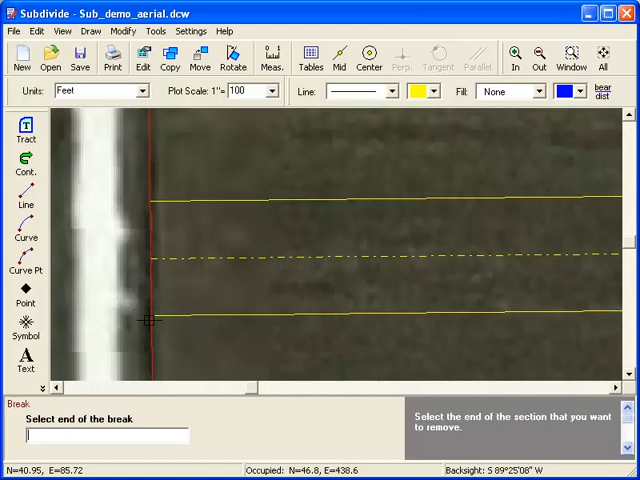 Subdivide - Sub_demo_aerial.dcw
File Edit View Draw Modify Tools Settings Help
New Open Save Print Edit Copy Move Rotate Meas. Tables Mid Center Perp. Tangent Parallel In Out Window All
Units: Feet Plot Scale: 1"= 100 Line: Fill: None bear dist
Tract
Cont.
Line
Curve
Curve Pt
Point
Symbol
Text
Break
Select end of the break
Select the end of the section that you want
to remove.
N=40.95, E=85.72 Occupied: N=46.8, E=438.6 Backsight: S 89°25'08" W